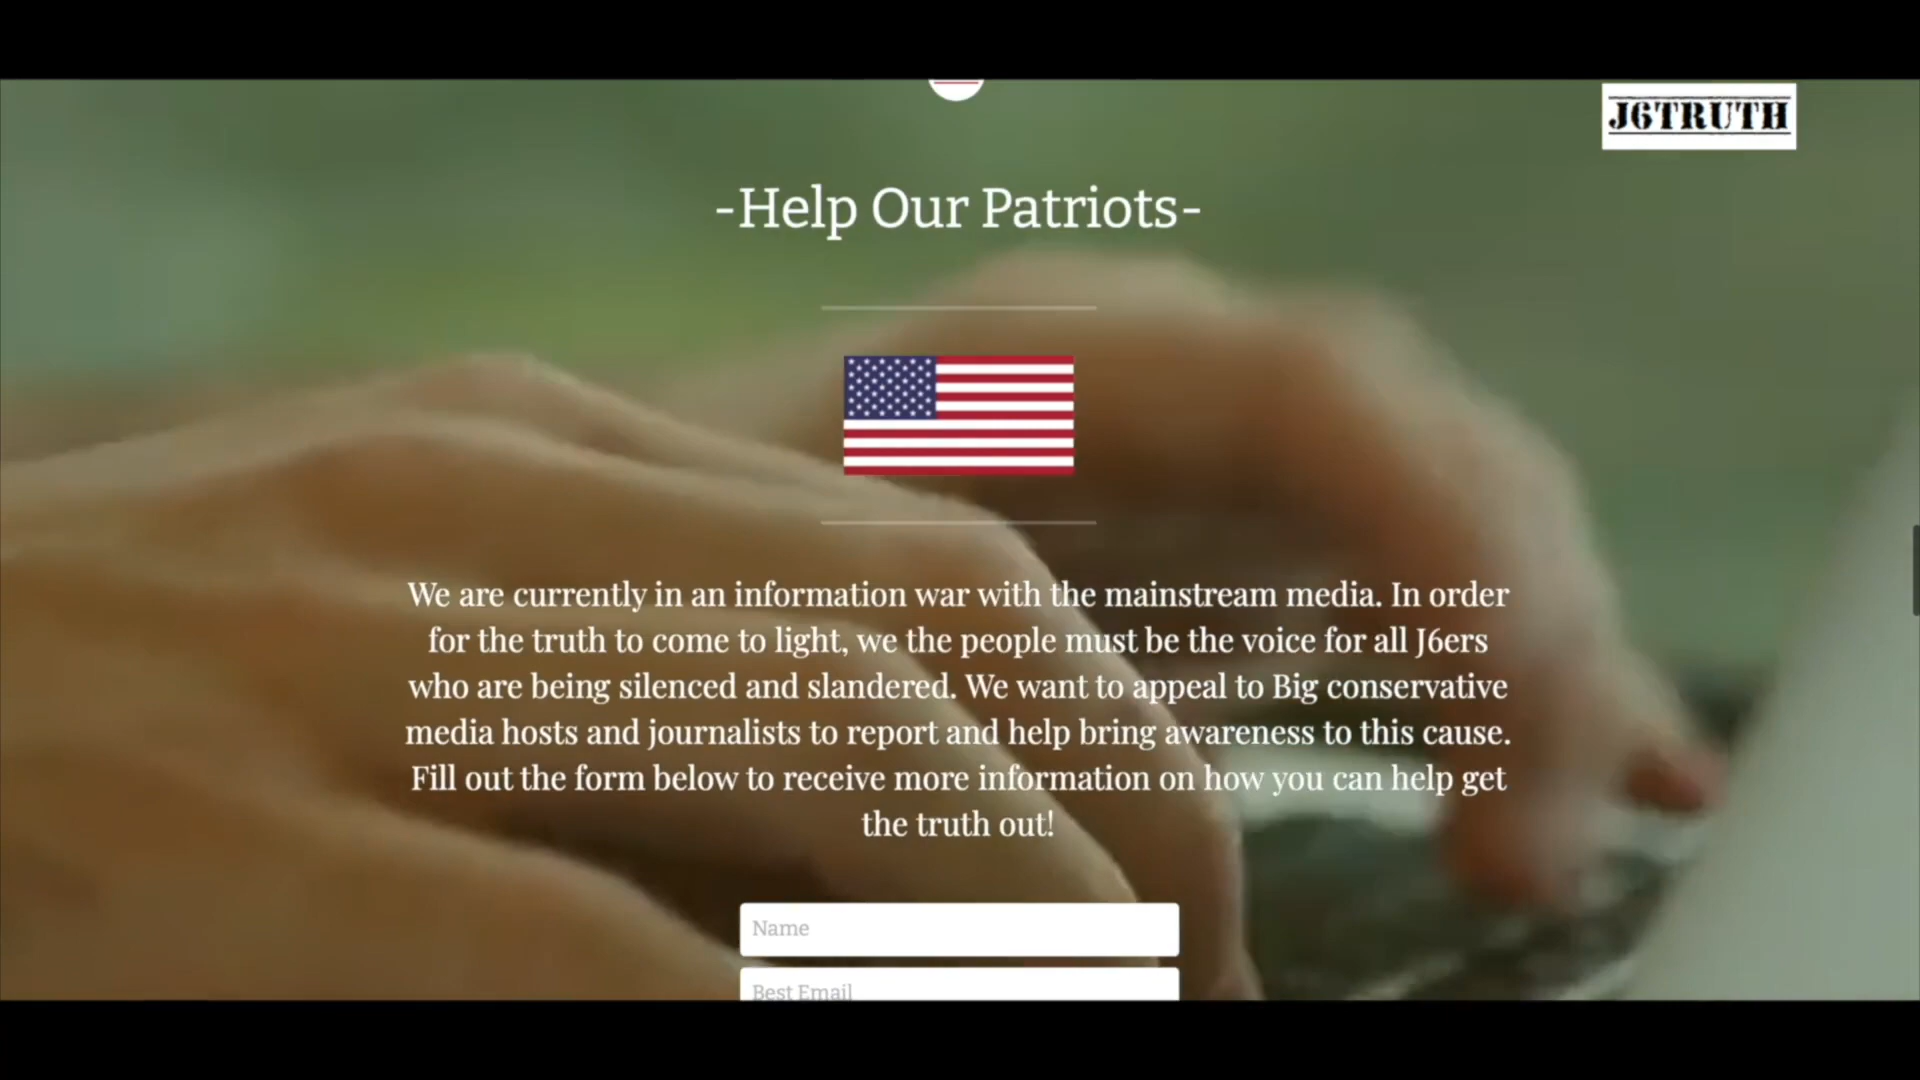 J6TRUTH
-Help Our Patriots-
We are currently in an information war with the mainstream media. In order
for the truth to come to light, we the people must be the voice for all J6ers
who are being silenced and slandered. We want to appeal to Big conservative
media hosts and journalists to report and help bring awareness to this cause.
Fill out the form below to receive more information on how you can help get
the truth out!
Name
Best Email